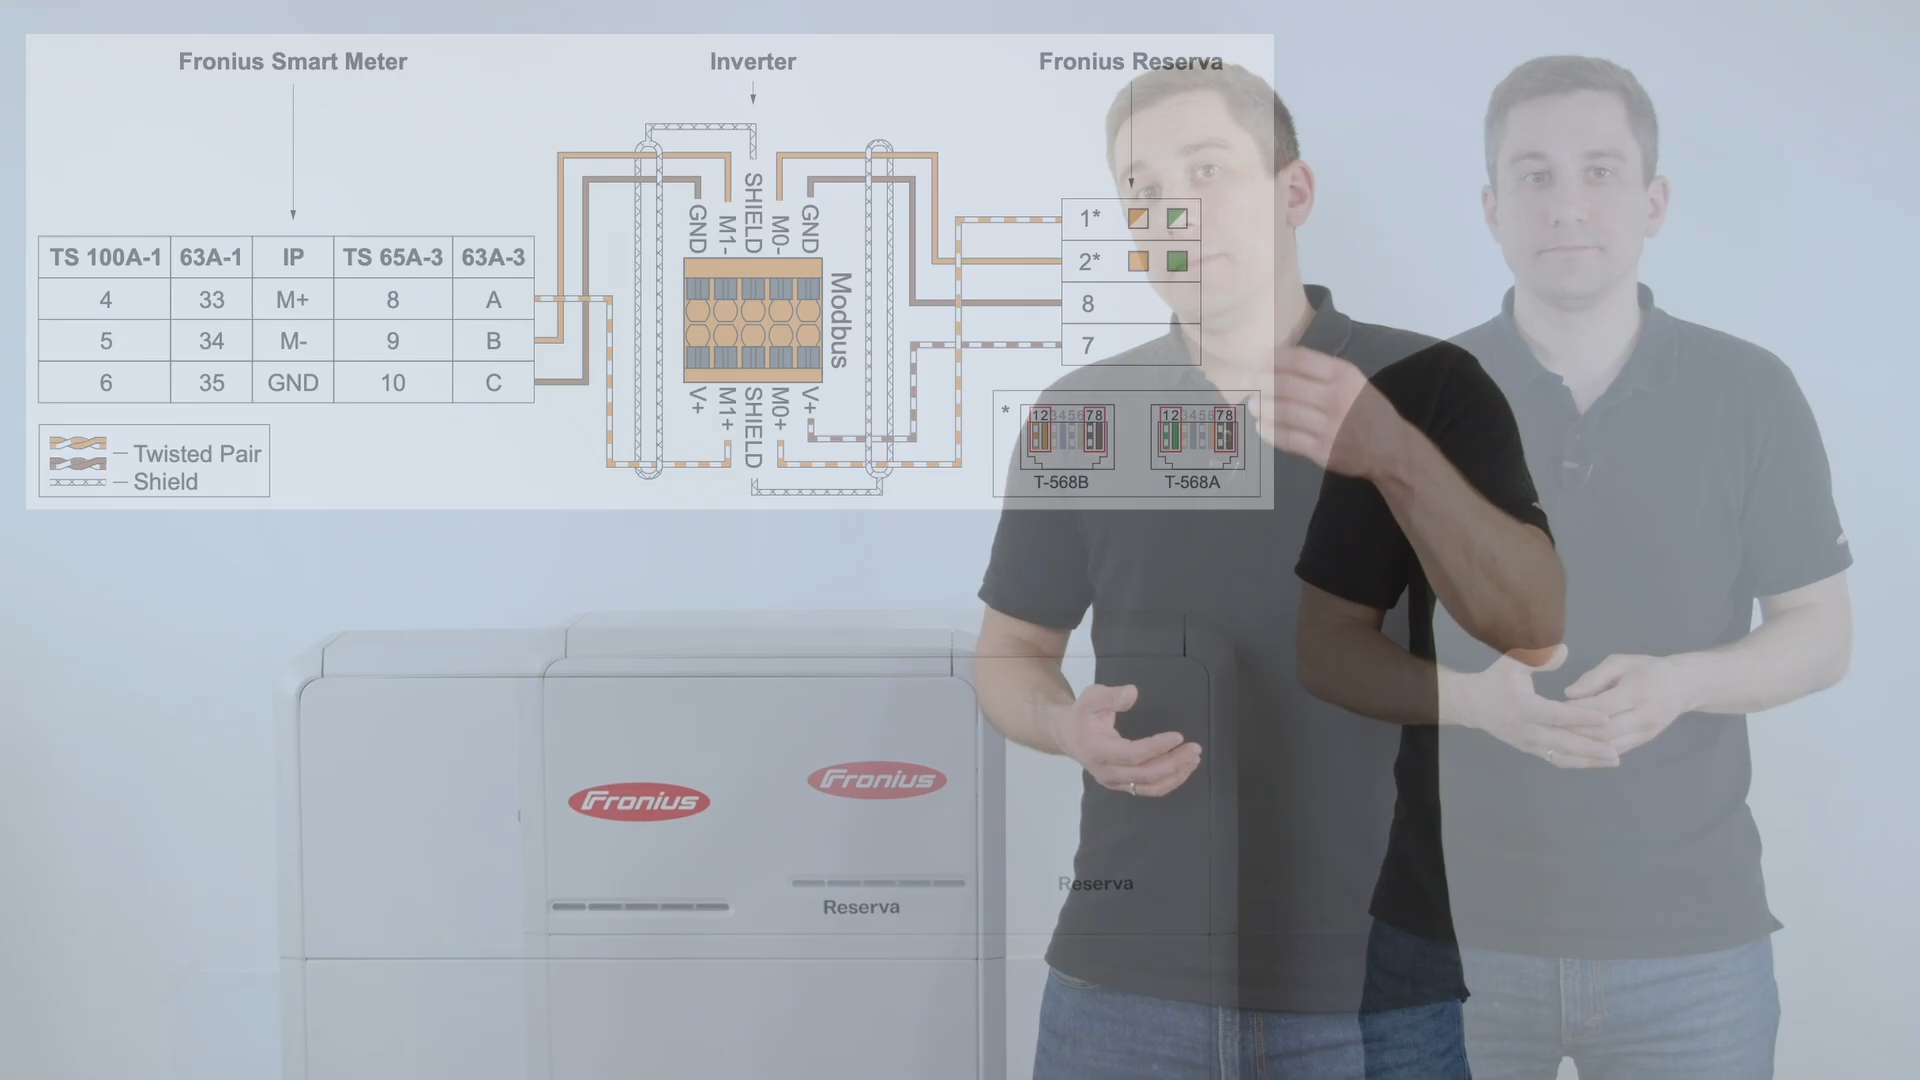 Fronius Smart Meter
Inverter
Fronius Reserva
TS 100A-1 63A-1 IP TS 65A-3 63A-3
4 33 M+ 8 A
5 34 M- 9 B
6 35 GND 10 C
GND M1- SHIELD M0- GND
Modbus
V+ M1+ SHIELD M0+ V+
1*
2*
8
7
Twisted Pair
Shield
*
12345678
T-568B
12345678
T-568A
Fronius
Fronius
Reserva
Reserva